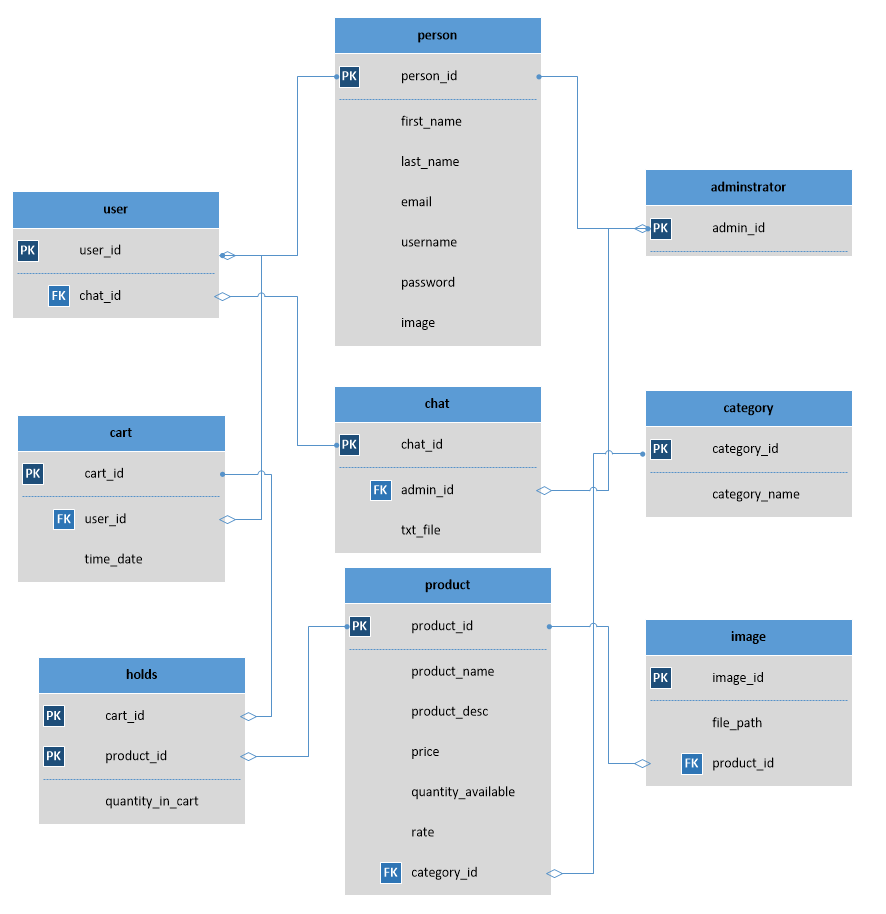 person
PK person_id
first_name
last_name
email
username
password
image
adminstrator
PK admin_id
user
PK user_id
FK chat_id
chat
PK chat_id
FK admin_id
txt_file
category
PK category_id
category_name
cart
PK cart_id
FK user_id
time_date
product
PK product_id
product_name
product_desc
price
quantity_available
rate
FK category_id
image
PK image_id
file_path
FK product_id
holds
PK cart_id
PK product_id
quantity_in_cart